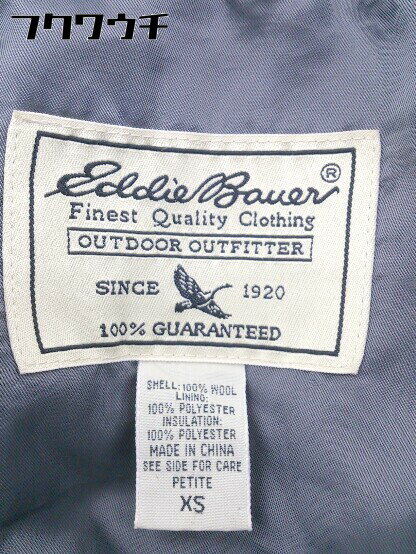 フクワウチ
Eddie Bauer ®
Finest Quality Clothing
OUTDOOR OUTFITTER
SINCE 1920
100% GUARANTEED
SHELL: 100% WOOL
LINING:
100% POLYESTER
INSULATION:
100% POLYESTER
MADE IN CHINA
SEE SIDE FOR CARE
PETITE
XS